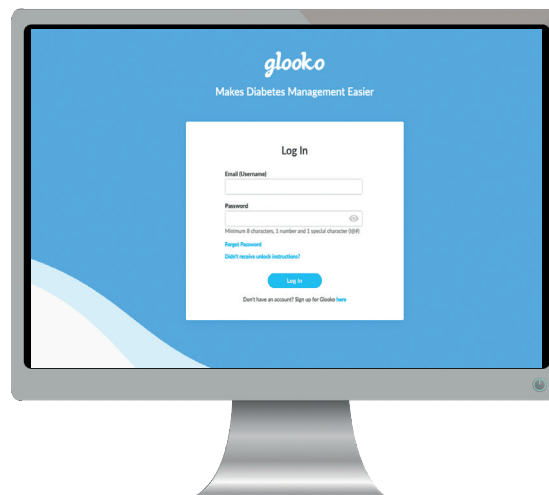 glooko
Makes Diabetes Management Easier
Log In
Email (Username)
Password
Minimum 8 characters, 1 number and 1 special character (!@#)
Forgot Password
Didn't receive unlock instructions?
Log In
Don't have an account? Sign up for Glooko here